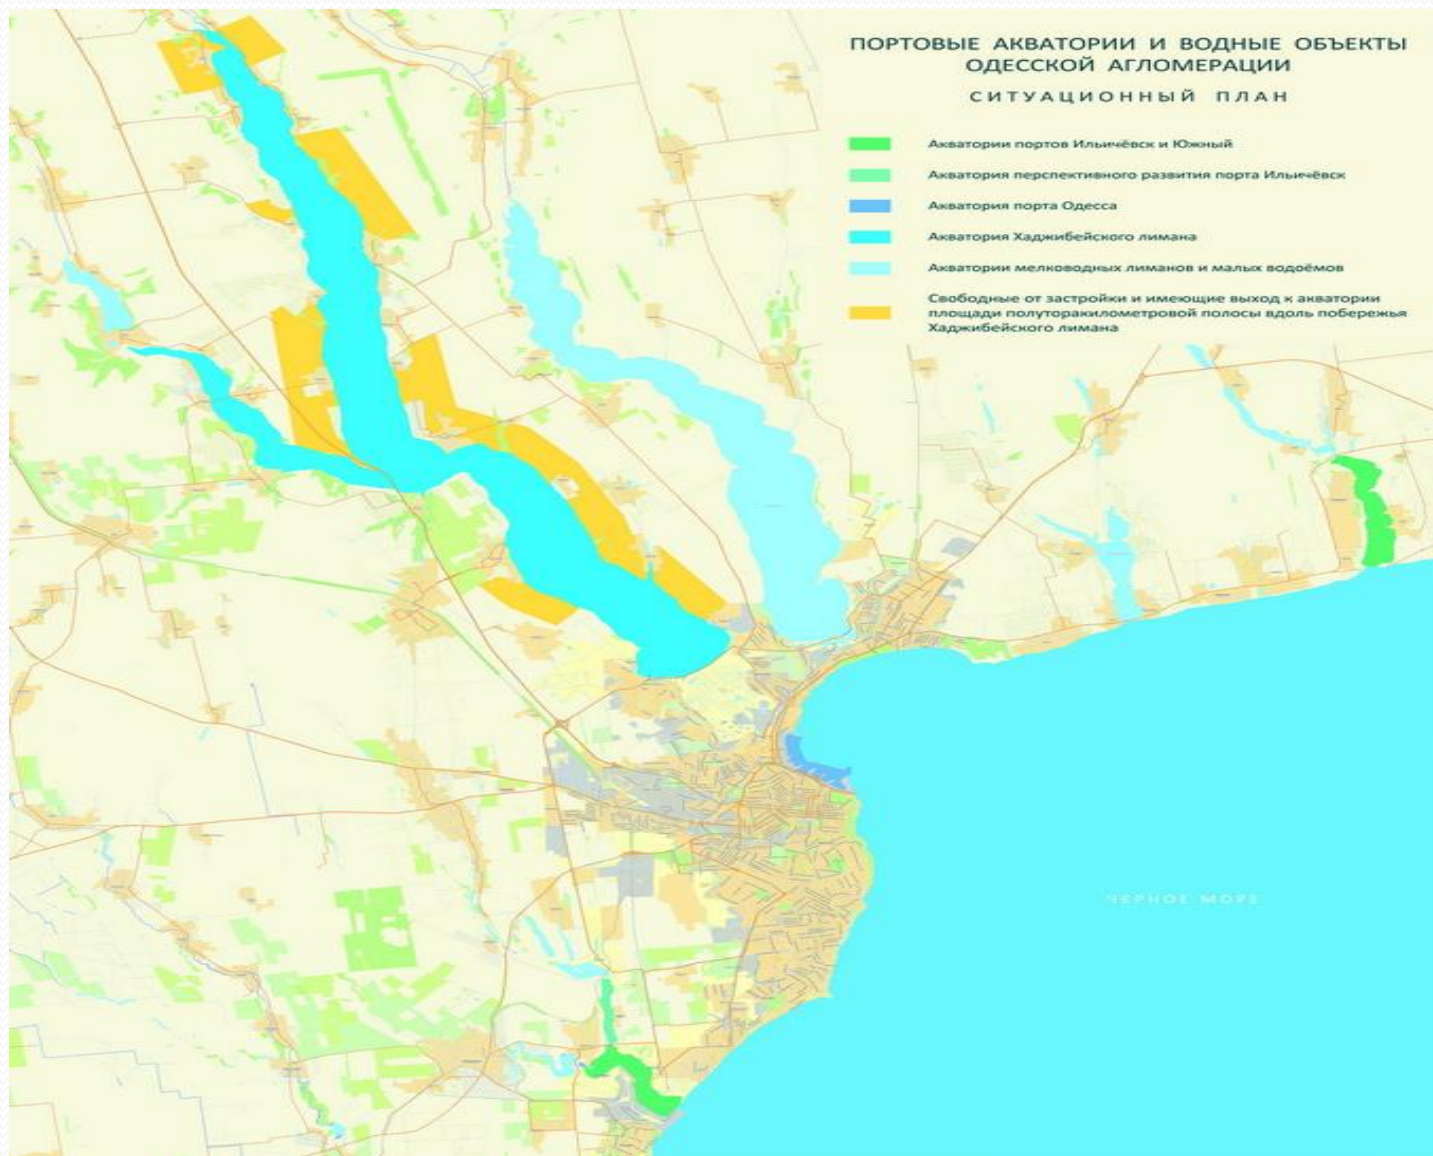 ПОРТОВЫЕ АКВАТОРИИ И ВОДНЫЕ ОБЪЕКТЫ
ОДЕССКОЙ АГЛОМЕРАЦИИ
СИТУАЦИОННЫЙ ПЛАН
Акватории портов Ильичёвск и Южный
Акватория перспективного развития порта Ильичёвск
Акватория порта Одесса
Акватория Хаджибейского лимана
Акватории мелководных лиманов и малых водоёмов
Свободные от застройки и имеющие выход к акватории
площади полуторакилометровой полосы вдоль побережья
Хаджибейского лимана
ЧЕРНОЕ МОРЕ